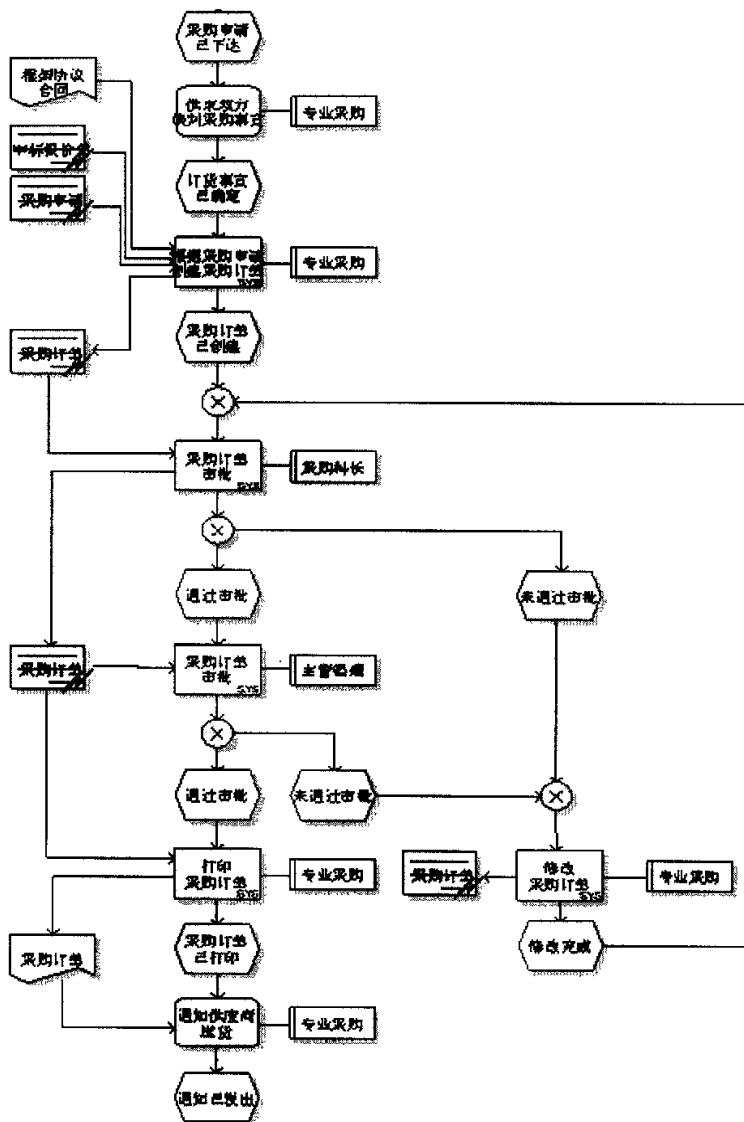 采购申请
已下达
框架协议
合同
供求双方
谈判采购事宜
专业采购
中标报价单
订货事宜
已确定
采购申请
根据采购申请
创建采购订单
SYS
专业采购
采购订单
已创建
采购订单
采购订单
审批
SYS
采购科长
通过审批
未通过审批
采购订单
采购订单
审批
SYS
主管经理
通过审批
未通过审批
打印
采购订单
SYS
专业采购
采购订单
修改
采购订单
SYS
专业采购
采购订单
采购订单
已打印
修改完成
通知供应商
送货
专业采购
通知已发出